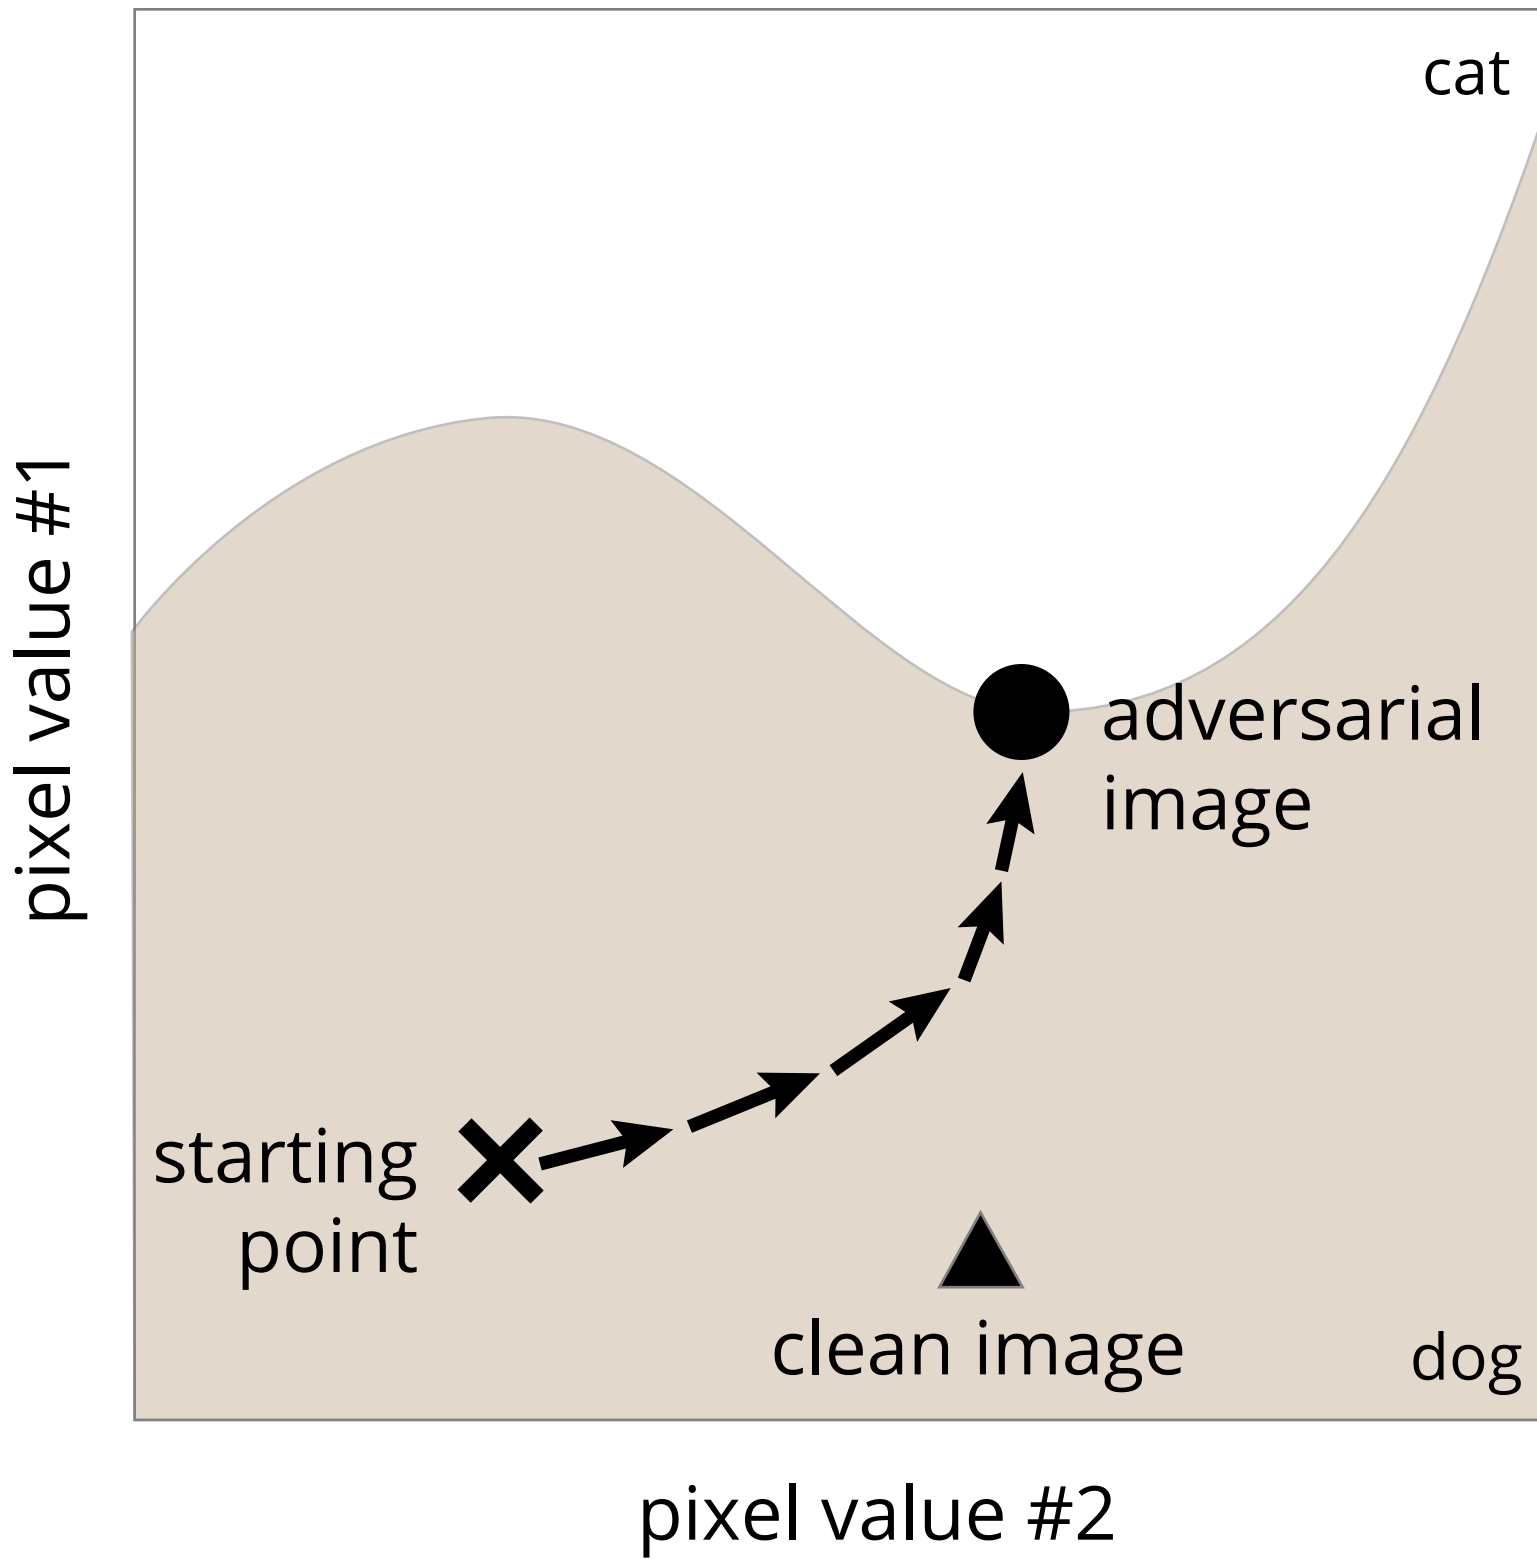 cat
pixel value #1
adversarial
image
starting
point
clean image
dog
pixel value #2